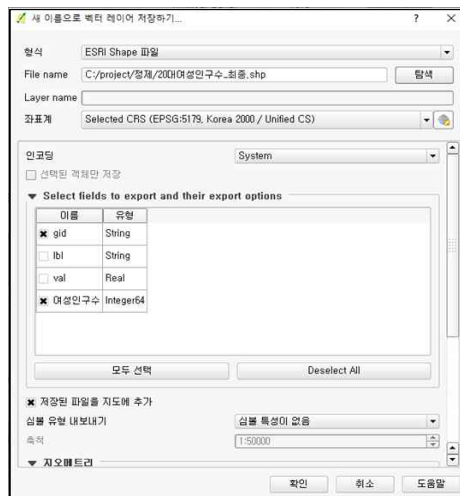 새 이름으로 벡터 레이어 저장하기...
형식 ESRI Shape 파일
File name C:/project/정제/20대여성인구수_최종.shp 탐색
Layer name
좌표계 Selected CRS (EPSG:5179, Korea 2000 / Unified CS)
인코딩 System
선택된 객체만 저장
Select fields to export and their export options
이름 유형
gid String
lbl String
val Real
여성인구수 Integer64
모두 선택 Deselect All
저장된 파일을 지도에 추가
심볼 유형 내보내기 심볼 특성이 없음
축척 1:50000
지오메트리
확인 취소 도움말